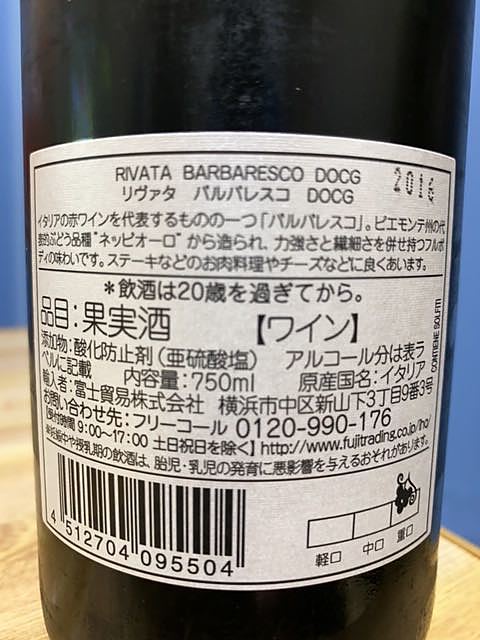 RIVATA BARBARESCO DOCG 2016
リヴァタ バルバレスコ DOCG
イタリアの赤ワインを代表するものの一つ「バルバレスコ」。ピエモンテ州の代
表的ぶどう品種“ネッビオーロ”から造られ、力強さと繊細さを併せ持つフルボ
ディの味わいです。ステーキなどのお肉料理やチーズなどに良くあいます。
＊飲酒は20歳を過ぎてから。
品目:果実酒 【ワイン】
添加物:酸化防止剤(亜硫酸塩) アルコール分は表ラ
ベルに記載 内容量:750ml 原産国名:イタリア
輸入者:富士貿易株式会社 横浜市中区新山下3丁目9番3号
お問い合わせ先:フリーコール 0120-990-176
【受付時間 9:00~17:00 土日祝日を除く】http://www.fujitrading.co.jp/hq/
妊娠中や授乳期の飲酒は、胎児・乳児の発育に悪影響を与えるおそれがあります。
CONTIENE SOLFITI
4 512704 095504
軽口 中口 重口